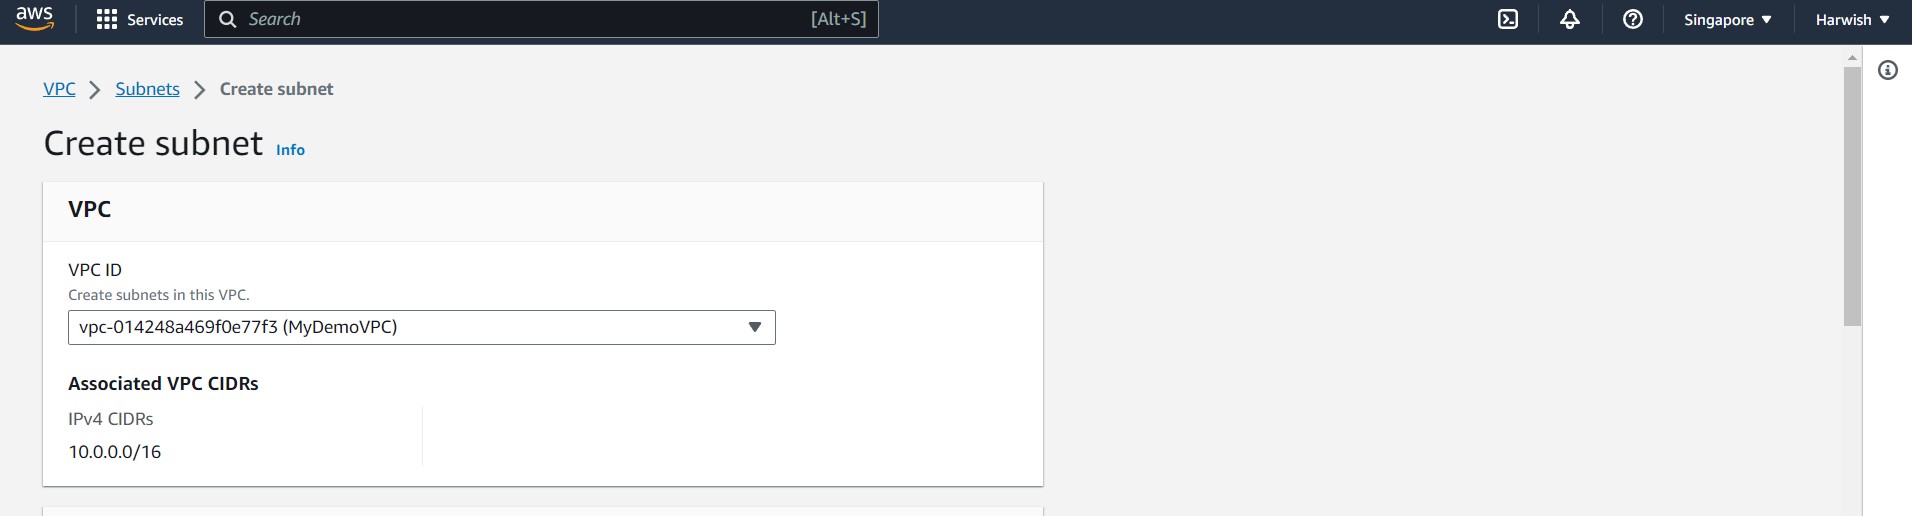 aws Services Search [Alt+S] Singapore Harwish
VPC Subnets Create subnet
Create subnet Info
VPC
VPC ID
Create subnets in this VPC.
vpc-014248a469f0e77f3 (MyDemoVPC)
Associated VPC CIDRs
IPv4 CIDRs
10.0.0.0/16